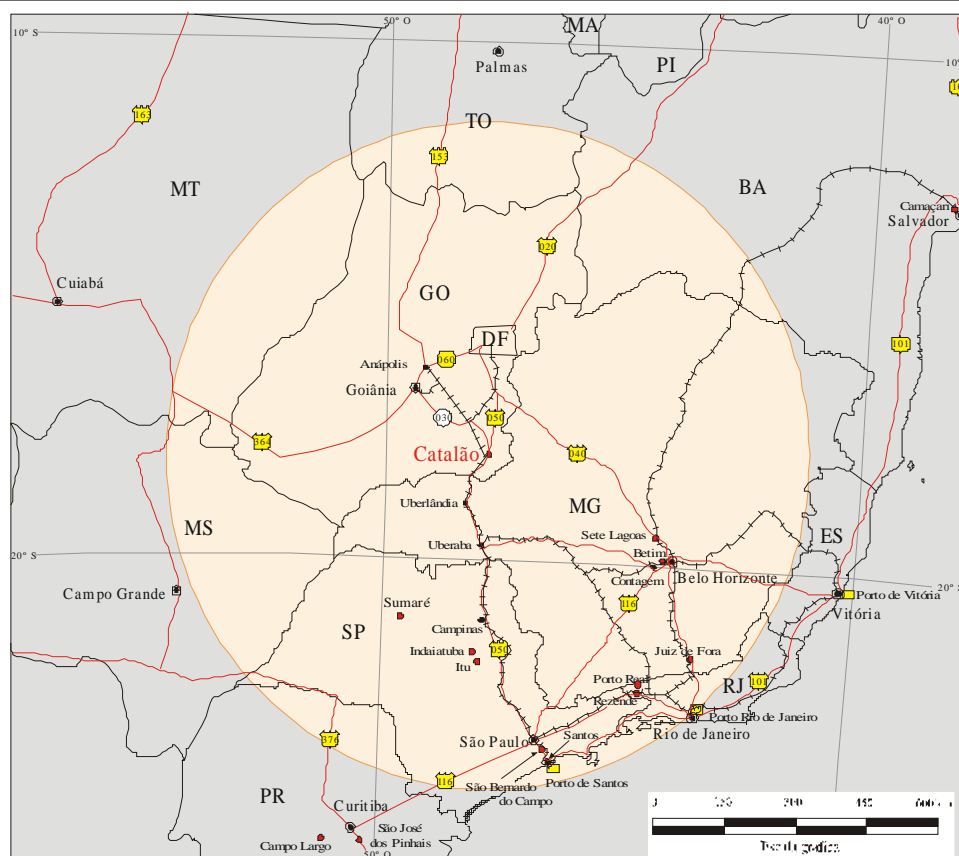 50° O
40° O
10° S
MA
PI
Palmas
10°
163
TO
153
MT
BA
Camaçari
Salvador
020
Cuiabá
GO
DF
101
060
Anápolis
Goiânia
030
050
364
Catalão
040
Uberlândia
MG
MS
Sete Lagoas
ES
Uberaba
Betim
20° S
Contagem
Belo Horizonte
20° S
Campo Grande
Porto de Vitória
Vitória
Sumaré
116
SP
Campinas
Indaiatuba
050
Itu
Juiz de Fora
Porto Real
RJ
101
Rezende
Porto Rio de Janeiro
Rio de Janeiro
376
São Paulo
Santos
116
Porto de Santos
São Bernardo
do Campo
PR
Curitiba
São José
dos Pinhais
Campo Largo
50° O